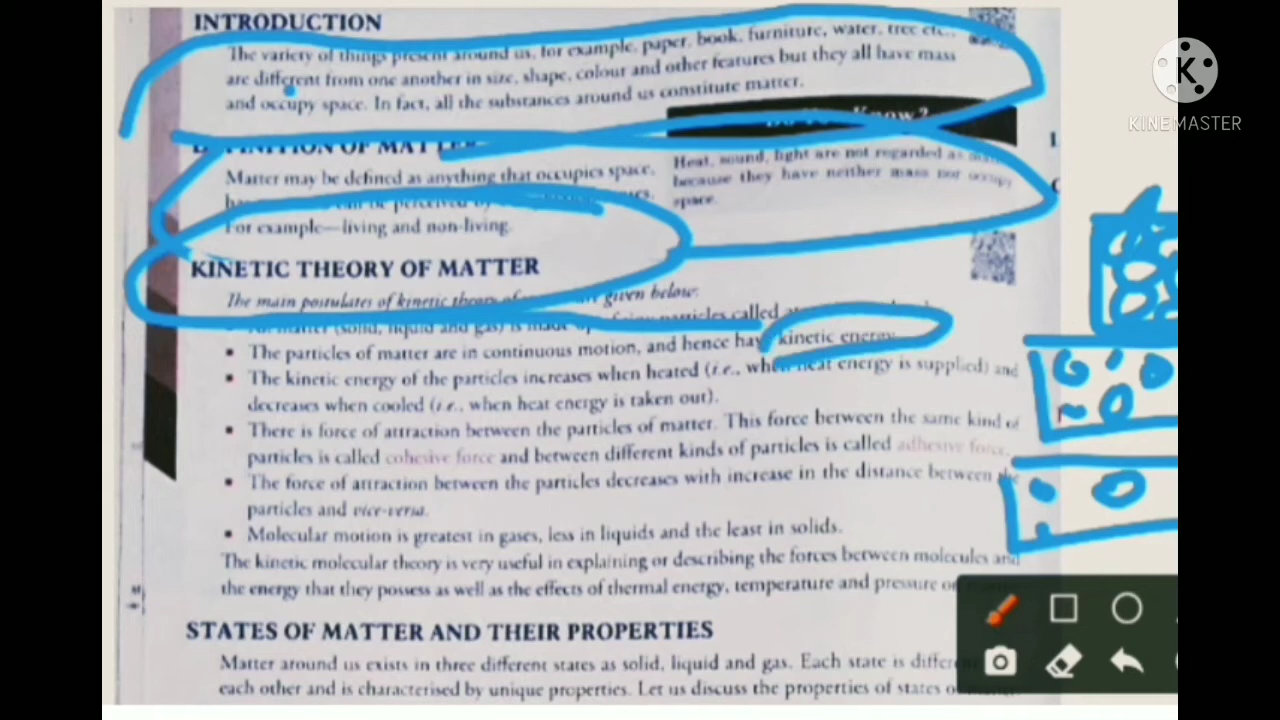 INTRODUCTION
The variety of things present around us, for example, paper, book, furniture, water, tree etc.,
are different from one another in size, shape, colour and other features but they all have mass
and occupy space. In fact, all the substances around us constitute matter.
Know?
DEFINITION OF MATTER
Heat, sound, light are not regarded as
because they have neither mass nor occupy
space.
Matter may be defined as anything that occupies space,
For example—living and non-living.
KINETIC THEORY OF MATTER
The main postulates of kinetic theory of given below:
All matter (solid, liquid and gas) is made particles called
▪ The particles of matter are in continuous motion, and hence have kinetic energy
▪ The kinetic energy of the particles increases when heated (i.e., when heat energy is supplied) and
decreases when cooled (i.e., when heat energy is taken out).
▪ There is force of attraction between the particles of matter. This force between the same kind of
particles is called cohesive force and between different kinds of particles is called adhesive force.
▪ The force of attraction between the particles decreases with increase in the distance between the
particles and vice-versa.
▪ Molecular motion is greatest in gases, less in liquids and the least in solids.
The kinetic molecular theory is very useful in explaining or describing the forces between molecules and
the energy that they possess as well as the effects of thermal energy, temperature and pressure
STATES OF MATTER AND THEIR PROPERTIES
Matter around us exists in three different states as solid, liquid and gas. Each state is
each other and is characterised by unique properties. Let us discuss the properties of states
K
KINEMASTER